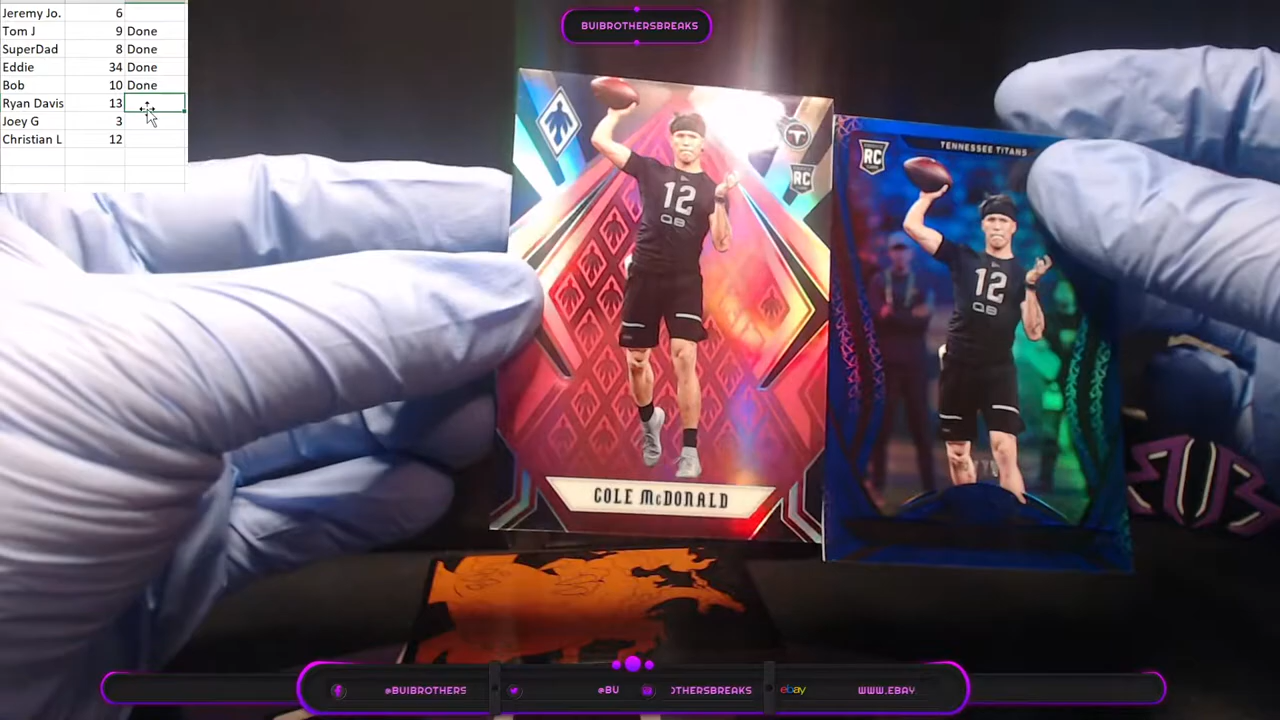 Jeremy Jo. 6
Tom J 9 Done
SuperDad 8 Done
Eddie 34 Done
Bob 10 Done
Ryan Davis 13
Joey G 3
Christian L 12
BUIBROTHERSBREAKS
RC
12
QB
COLE McDONALD
TENNESSEE TITANS
RC
12
QB
@BUIBROTHERS
@BU
OTHERSBREAKS
ebay
WWW.EBAY